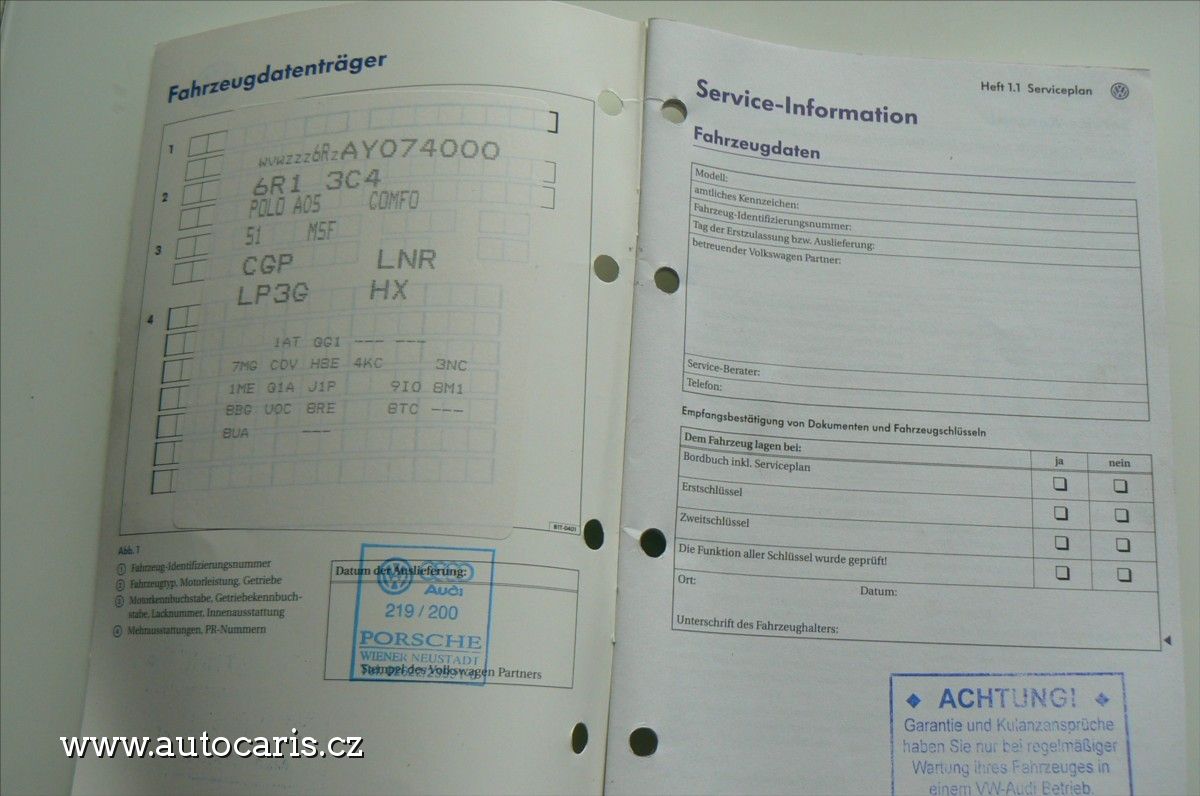 Fahrzeugdatenträger
1
WVWZZZ6RZAY074000
2
6R1 3C4
POLO A05 COMFO
51 M5F
3
CGP LNR
LP3G HX
4
1AT GG1 --- ---
7MG CDV H8E 4KC 3NC
1ME Q1A J1P 9I0 8M1
8BG U0C 8RE 8TC ---
8UA ---
B1T-0401
Abb. 1
1 Fahrzeug-Identifizierungsnummer
2 Fahrzeugtyp, Motorleistung, Getriebe
3 Motorkennbuchstabe, Getriebekennbuch-
stabe, Lacknummer, Innenausstattung
4 Mehrausstattungen, PR-Nummern
Datum der Auslieferung:
Audi
219 / 200
PORSCHE
WIENER NEUSTADT
Stempel des Volkswagen Partners
Heft 1.1 Serviceplan
Service-Information
Fahrzeugdaten
Modell:
amtliches Kennzeichen:
Fahrzeug-Identifizierungsnummer:
Tag der Erstzulassung bzw. Auslieferung:
betreuender Volkswagen Partner:
Service-Berater:
Telefon:
Empfangsbestätigung von Dokumenten und Fahrzeugschlüsseln
Dem Fahrzeug lagen bei: ja nein
Bordbuch inkl. Serviceplan
Erstschlüssel
Zweitschlüssel
Die Funktion aller Schlüssel wurde geprüft!
Ort: Datum:
Unterschrift des Fahrzeughalters:
ACHTUNG!
Garantie und Kulanzansprüche
haben Sie nur bei regelmäßiger
Wartung ihres Fahrzeuges in
einem VW-Audi Betrieb.
www.autocaris.cz